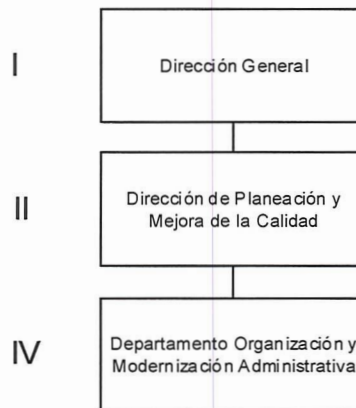 I
Dirección General
II
Dirección de Planeación y
Mejora de la Calidad
IV
Departamento Organización y
Modernización Administrativa